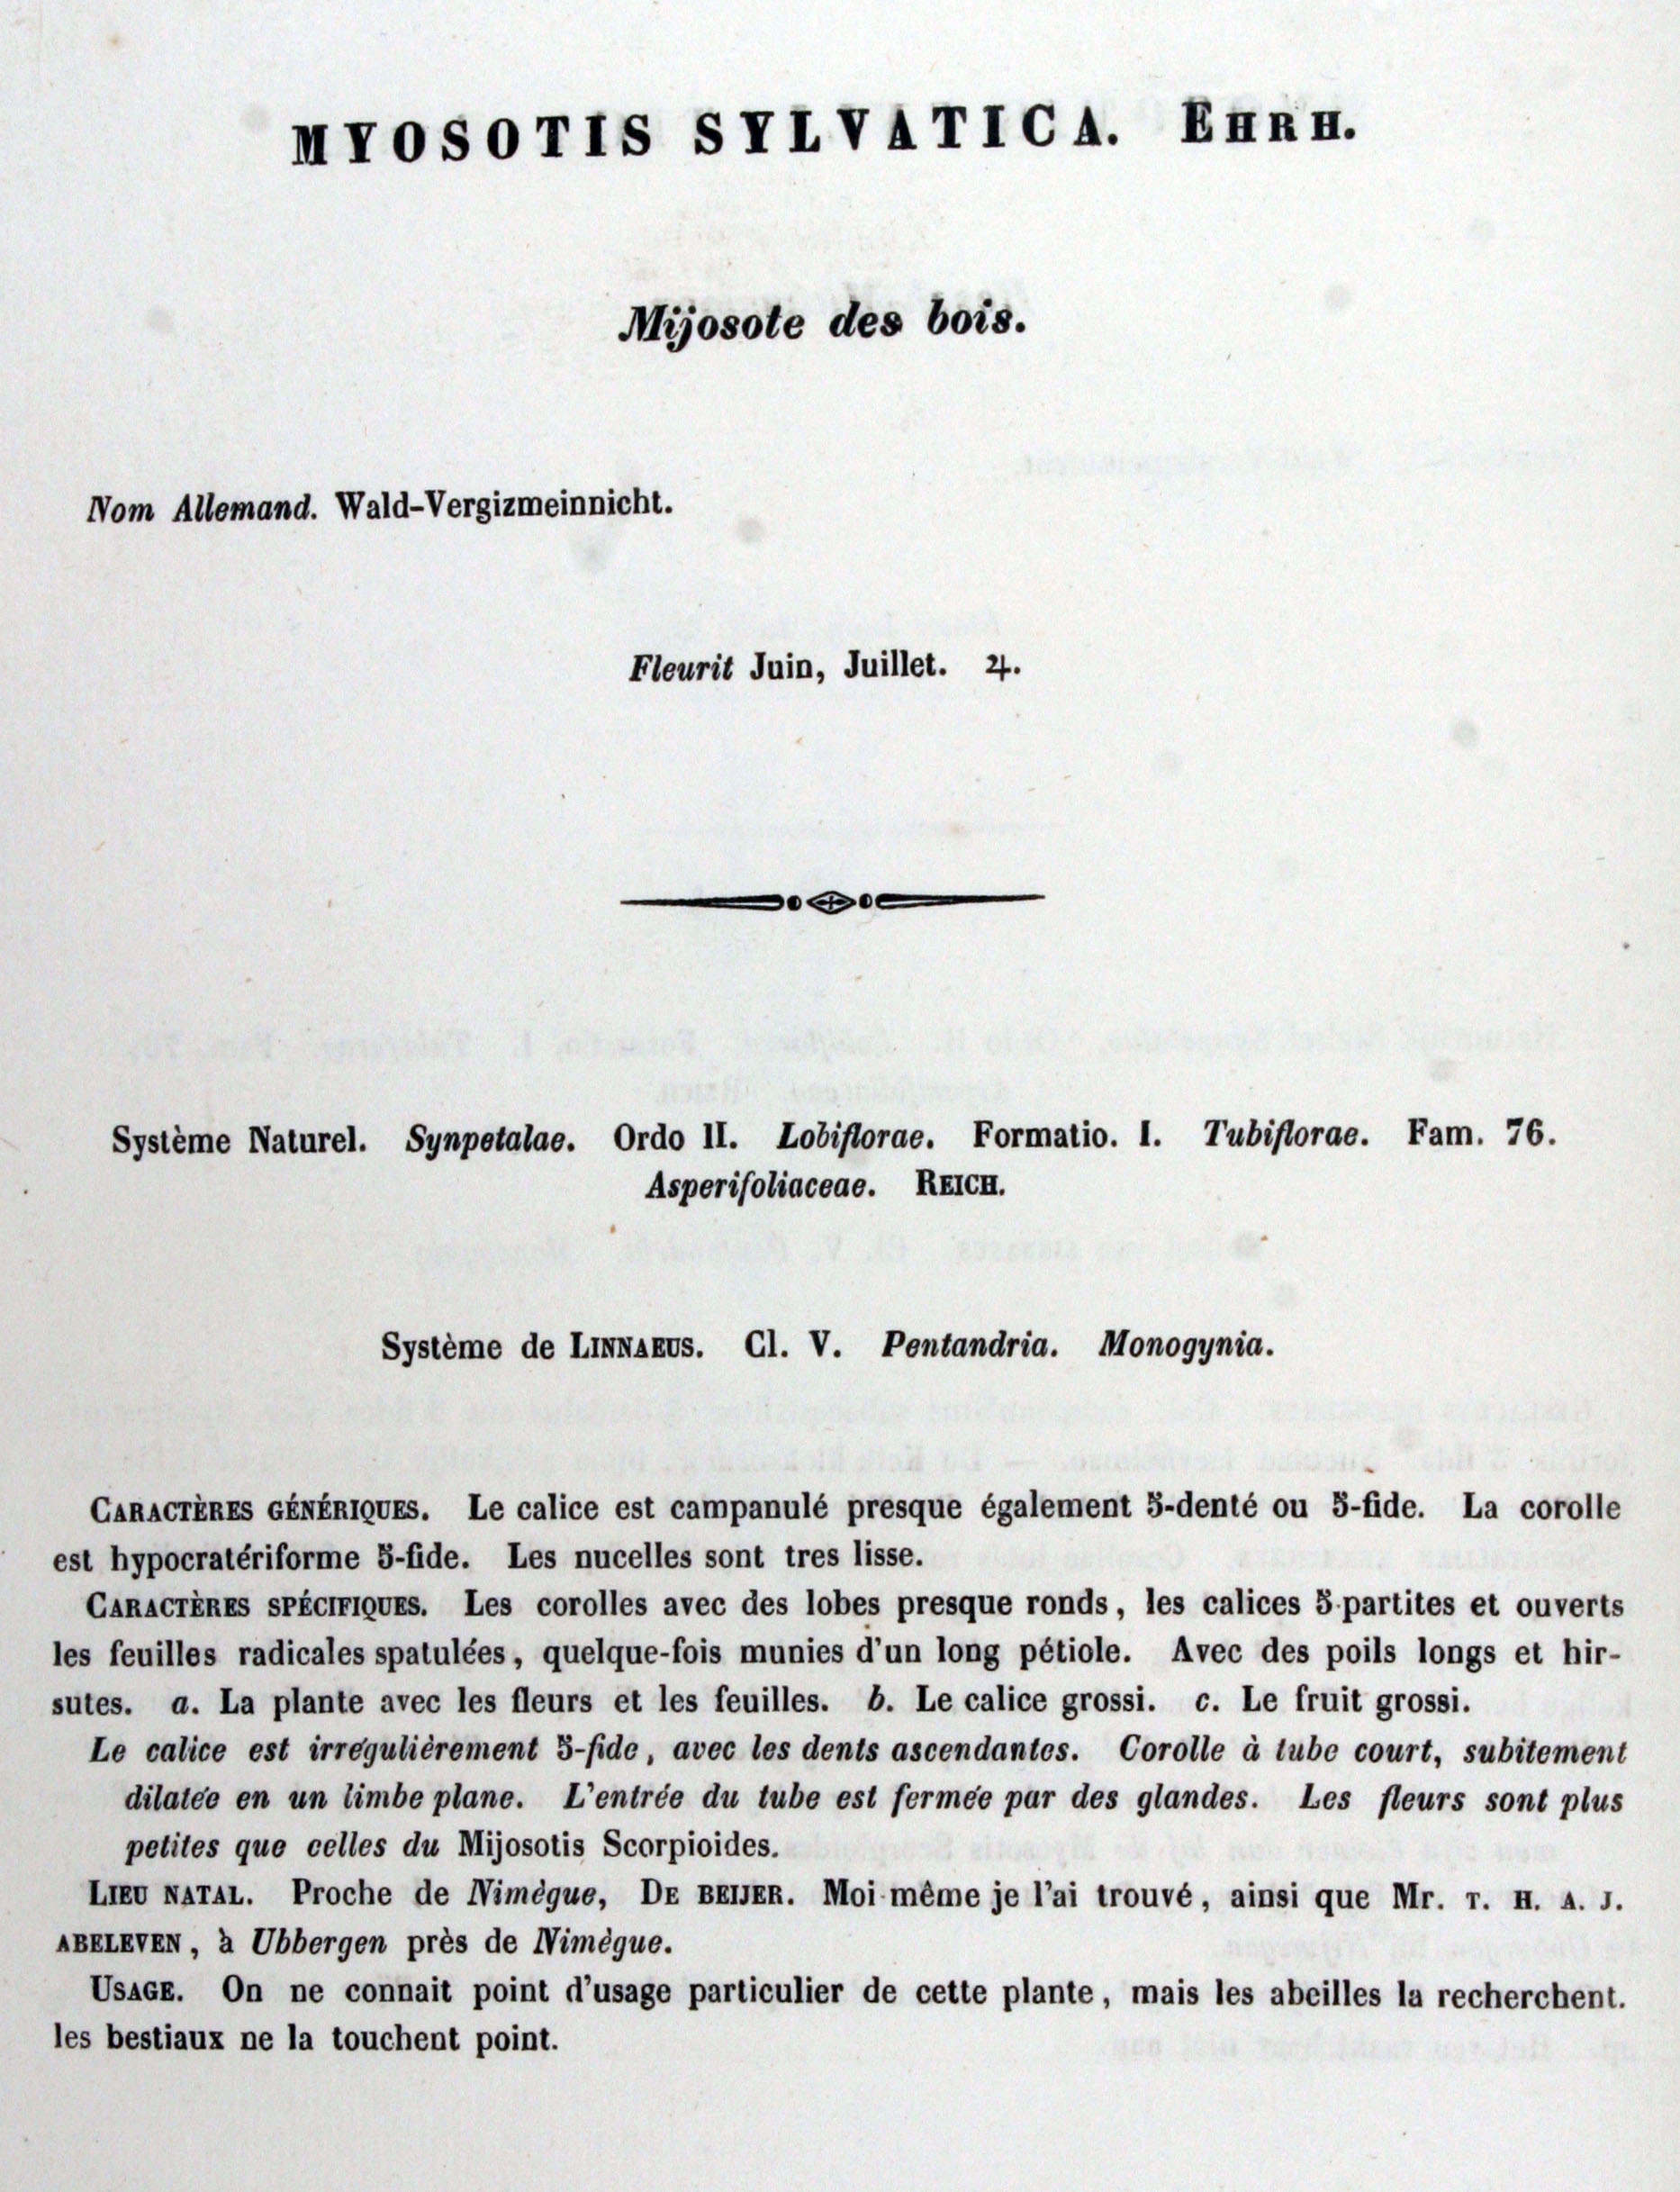 MYOSOTIS SYLVATICA. EHRH.
Mijosote des bois.
Nom Allemand. Wald-Vergizmeinnicht.
Fleurit Juin, Juillet. ♃.
Système Naturel. Synpetalae. Ordo II. Lobiflorae. Formatio. I. Tubiflorae. Fam. 76.
Asperifoliaceae. REICH.
Système de LINNAEUS. Cl. V. Pentandria. Monogynia.
CARACTÈRES GÉNÉRIQUES. Le calice est campanulé presque également 5-denté ou 5-fide. La corolle
est hypocratériforme 5-fide. Les nucelles sont tres lisse.
CARACTÈRES SPÉCIFIQUES. Les corolles avec des lobes presque ronds, les calices 5-partites et ouverts
les feuilles radicales spatulées, quelque-fois munies d'un long pétiole. Avec des poils longs et hir-
sutes. a. La plante avec les fleurs et les feuilles. b. Le calice grossi. c. Le fruit grossi.
Le calice est irregulièrement 5-fide, avec les dents ascendantes. Corolle à tube court, subitement
dilatée en un limbe plane. L'entrée du tube est fermée par des glandes. Les fleurs sont plus
petites que celles du Mijosotis Scorpioides.
LIEU NATAL. Proche de Nimègue, DE BEIJER. Moi-même je l'ai trouvé, ainsi que Mr. T. H. A. J.
ABELEVEN, à Ubbergen près de Nimègue.
USAGE. On ne connait point d'usage particulier de cette plante, mais les abeilles la recherchent.
les bestiaux ne la touchent point.